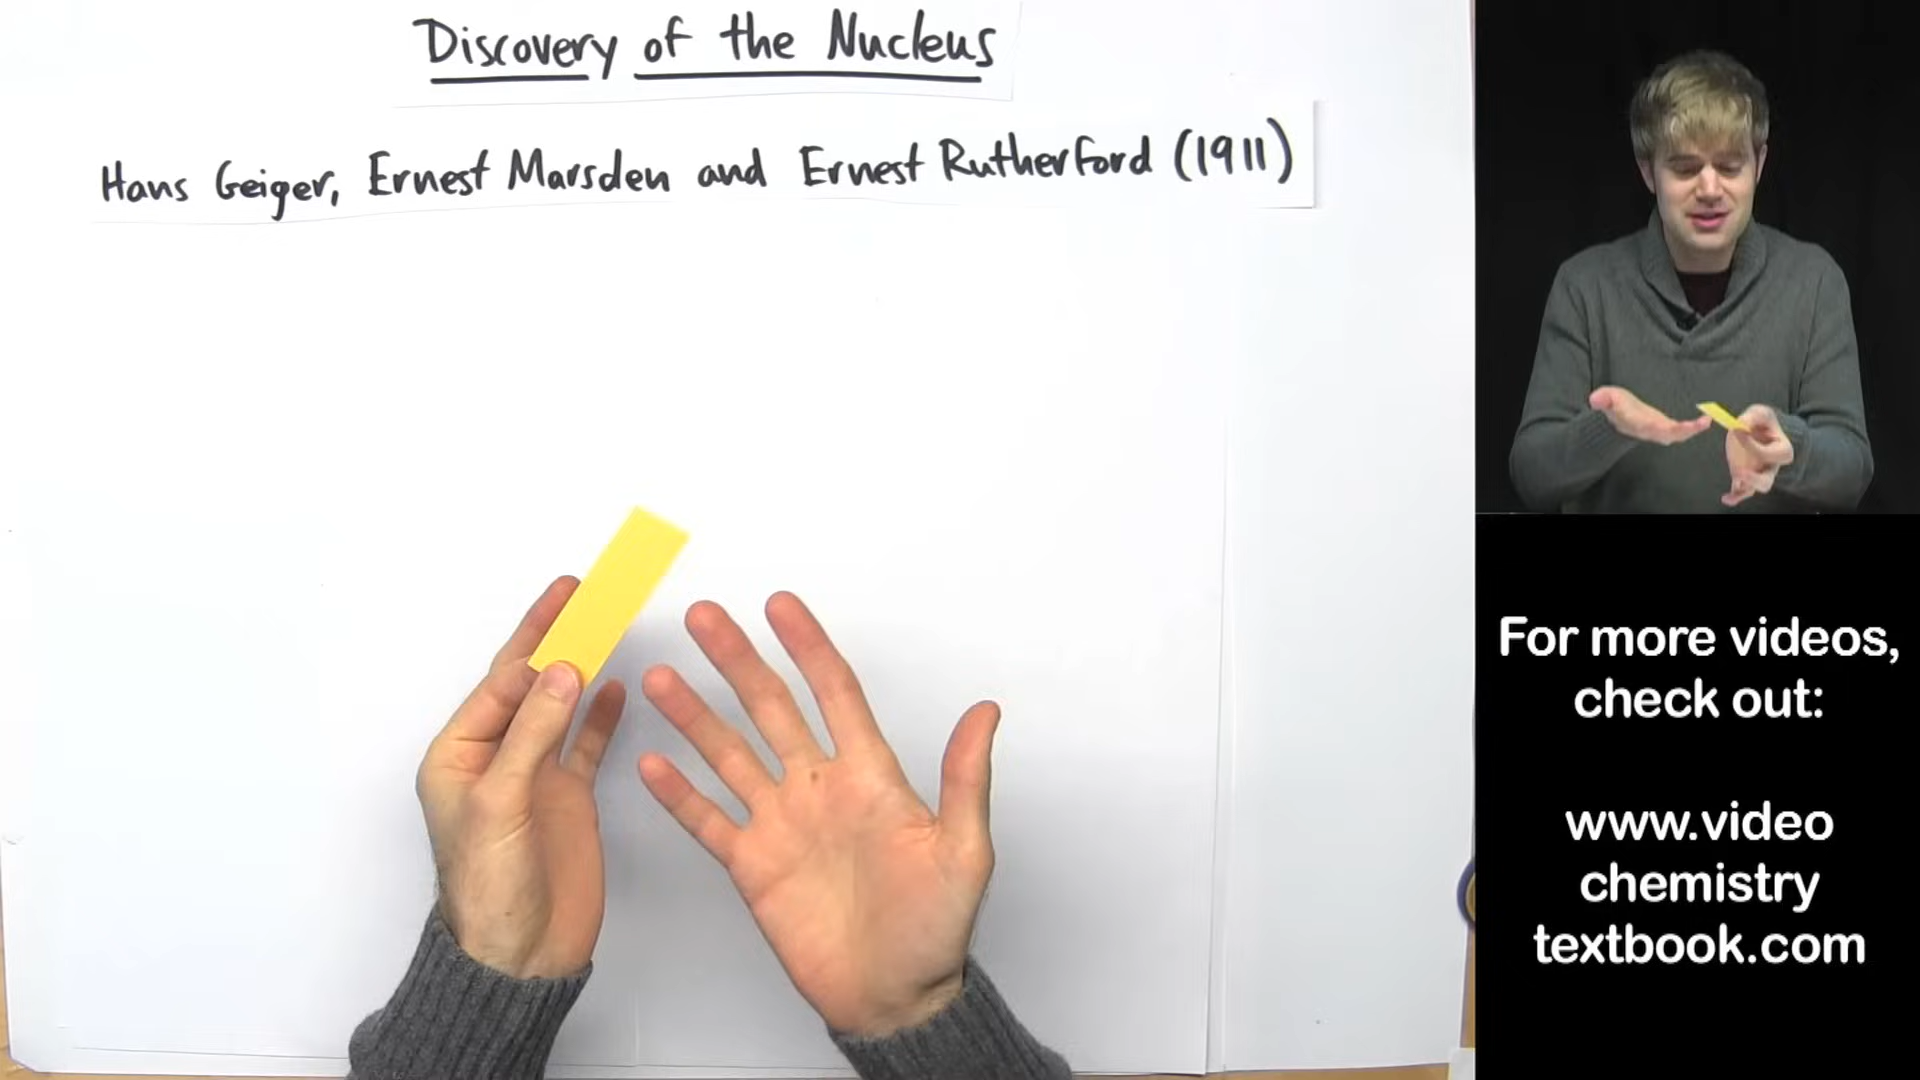 Discovery of the Nucleus
Hans Geiger, Ernest Marsden and Ernest Rutherford (1911)
For more videos,
check out:
www.video
chemistry
textbook.com